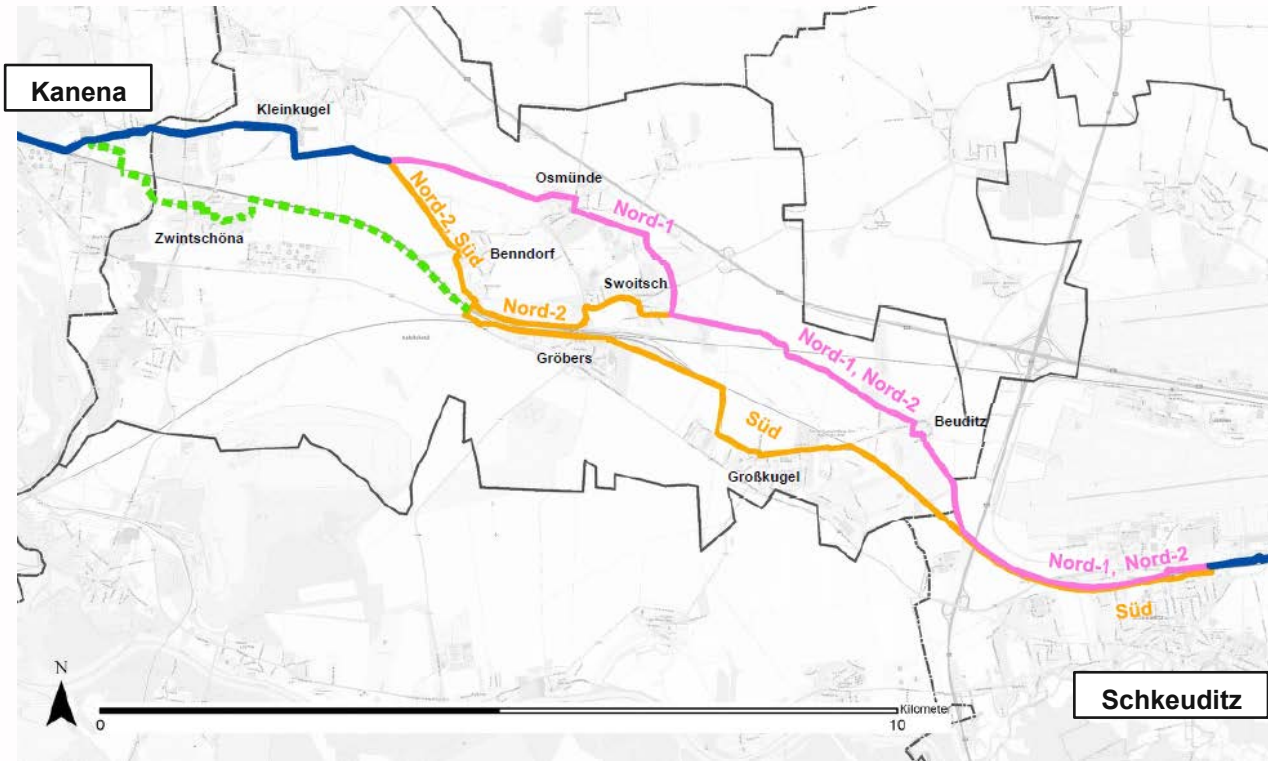 Kanena
Kleinkugel
Osmünde
Nord-1
Nord-2, Süd
Zwintschöna
Benndorf
Swoitsch
Nord-2
Gröbers
Nord-1, Nord-2
Süd
Beuditz
Großkugel
Nord-1, Nord-2
Süd
Schkeuditz
N
Kilometer
0
10